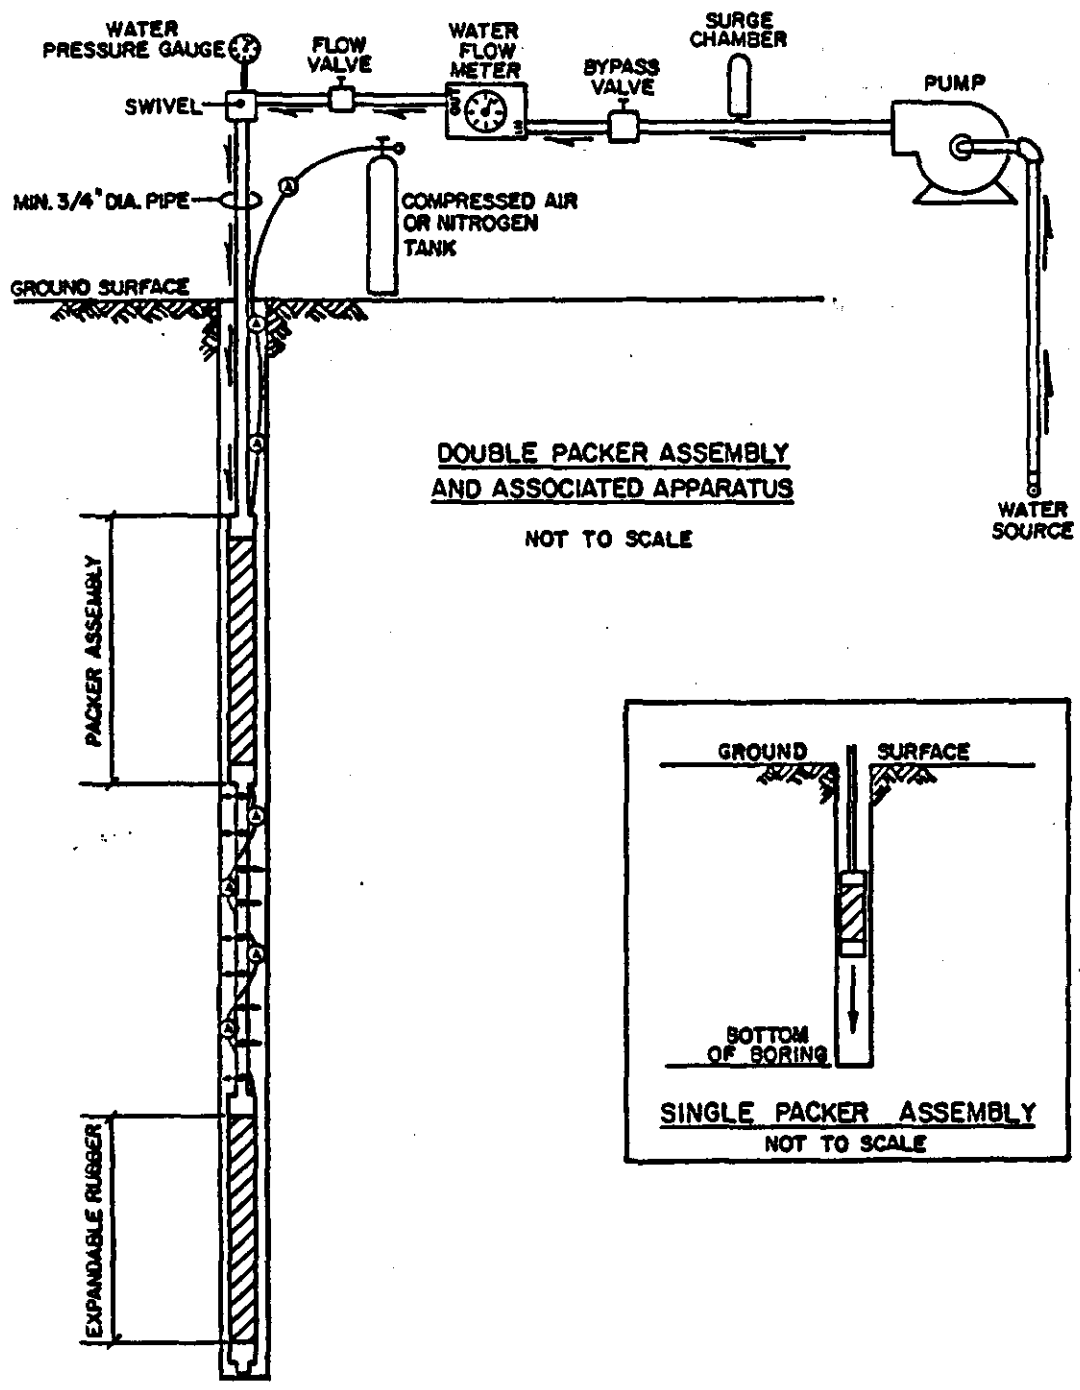 WATER
PRESSURE GAUGE
FLOW
VALVE
WATER
FLOW
METER
BYPASS
VALVE
SURGE
CHAMBER
PUMP
SWIVEL
MIN. 3/4" DIA. PIPE
A
COMPRESSED AIR
OR NITROGEN
TANK
GROUND SURFACE
A
A
DOUBLE PACKER ASSEMBLY
AND ASSOCIATED APPARATUS
NOT TO SCALE
WATER
SOURCE
PACKER ASSEMBLY
A
A
A
A
EXPANDABLE RUBBER
GROUND SURFACE
BOTTOM
OF BORING
SINGLE PACKER ASSEMBLY
NOT TO SCALE